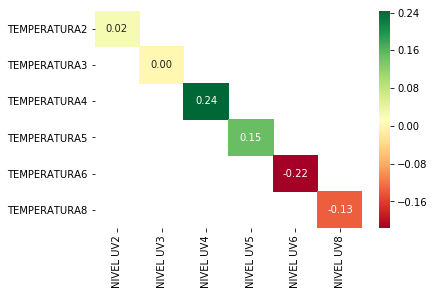 TEMPERATURA2
TEMPERATURA3
TEMPERATURA4
TEMPERATURA5
TEMPERATURA6
TEMPERATURA8
0.02
0.00
0.24
0.15
-0.22
-0.13
NIVEL UV2
NIVEL UV3
NIVEL UV4
NIVEL UV5
NIVEL UV6
NIVEL UV8
0.24
0.16
0.08
0.00
-0.08
-0.16